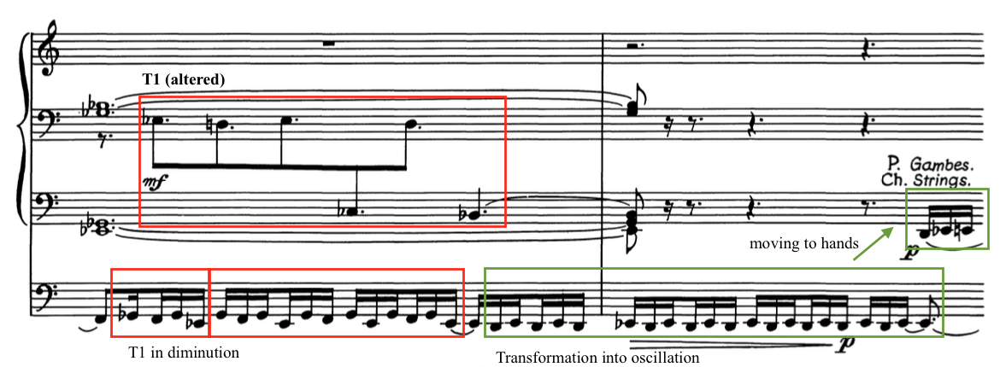 T1 (altered)
mf
P. Gambes.
Ch. Strings.
moving to hands
p
T1 in diminution
Transformation into oscillation
p